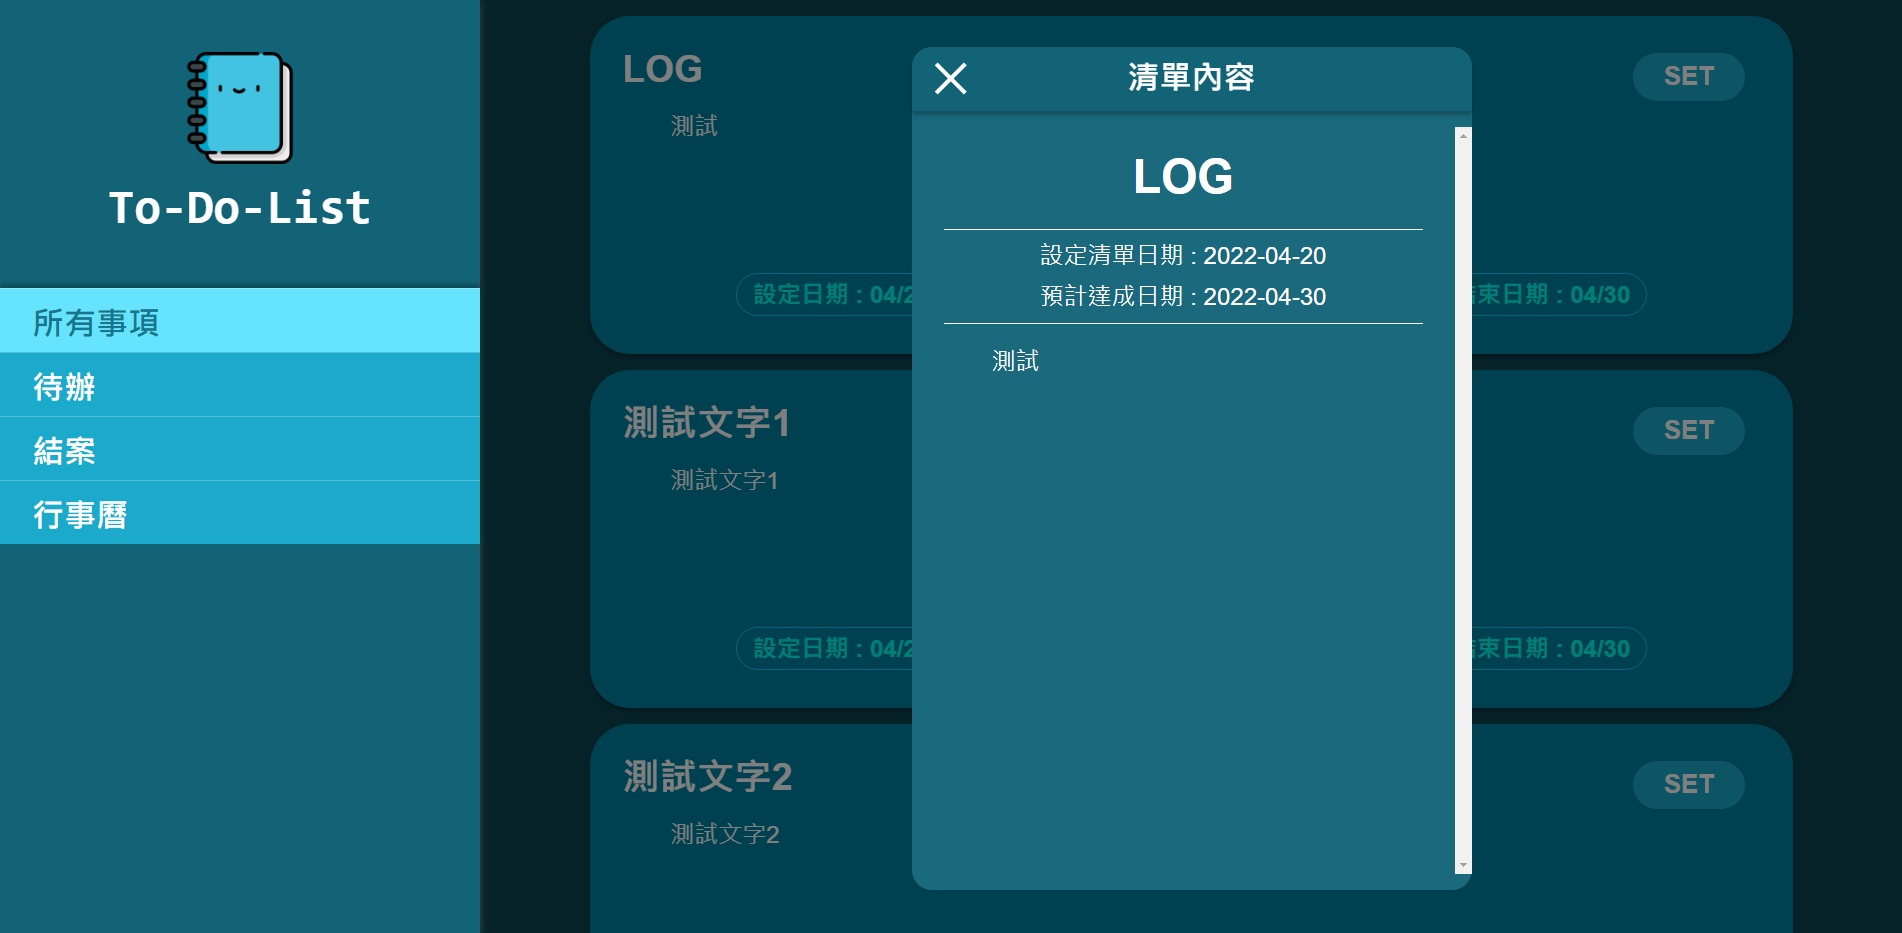 To-Do-List
所有事項
待辦
結案
行事曆
LOG
測試
SET
設定日期 : 04/2
束日期 : 04/30
測試文字1
測試文字1
SET
設定日期 : 04/2
束日期 : 04/30
測試文字2
測試文字2
SET
清單內容
LOG
設定清單日期 : 2022-04-20
預計達成日期 : 2022-04-30
測試